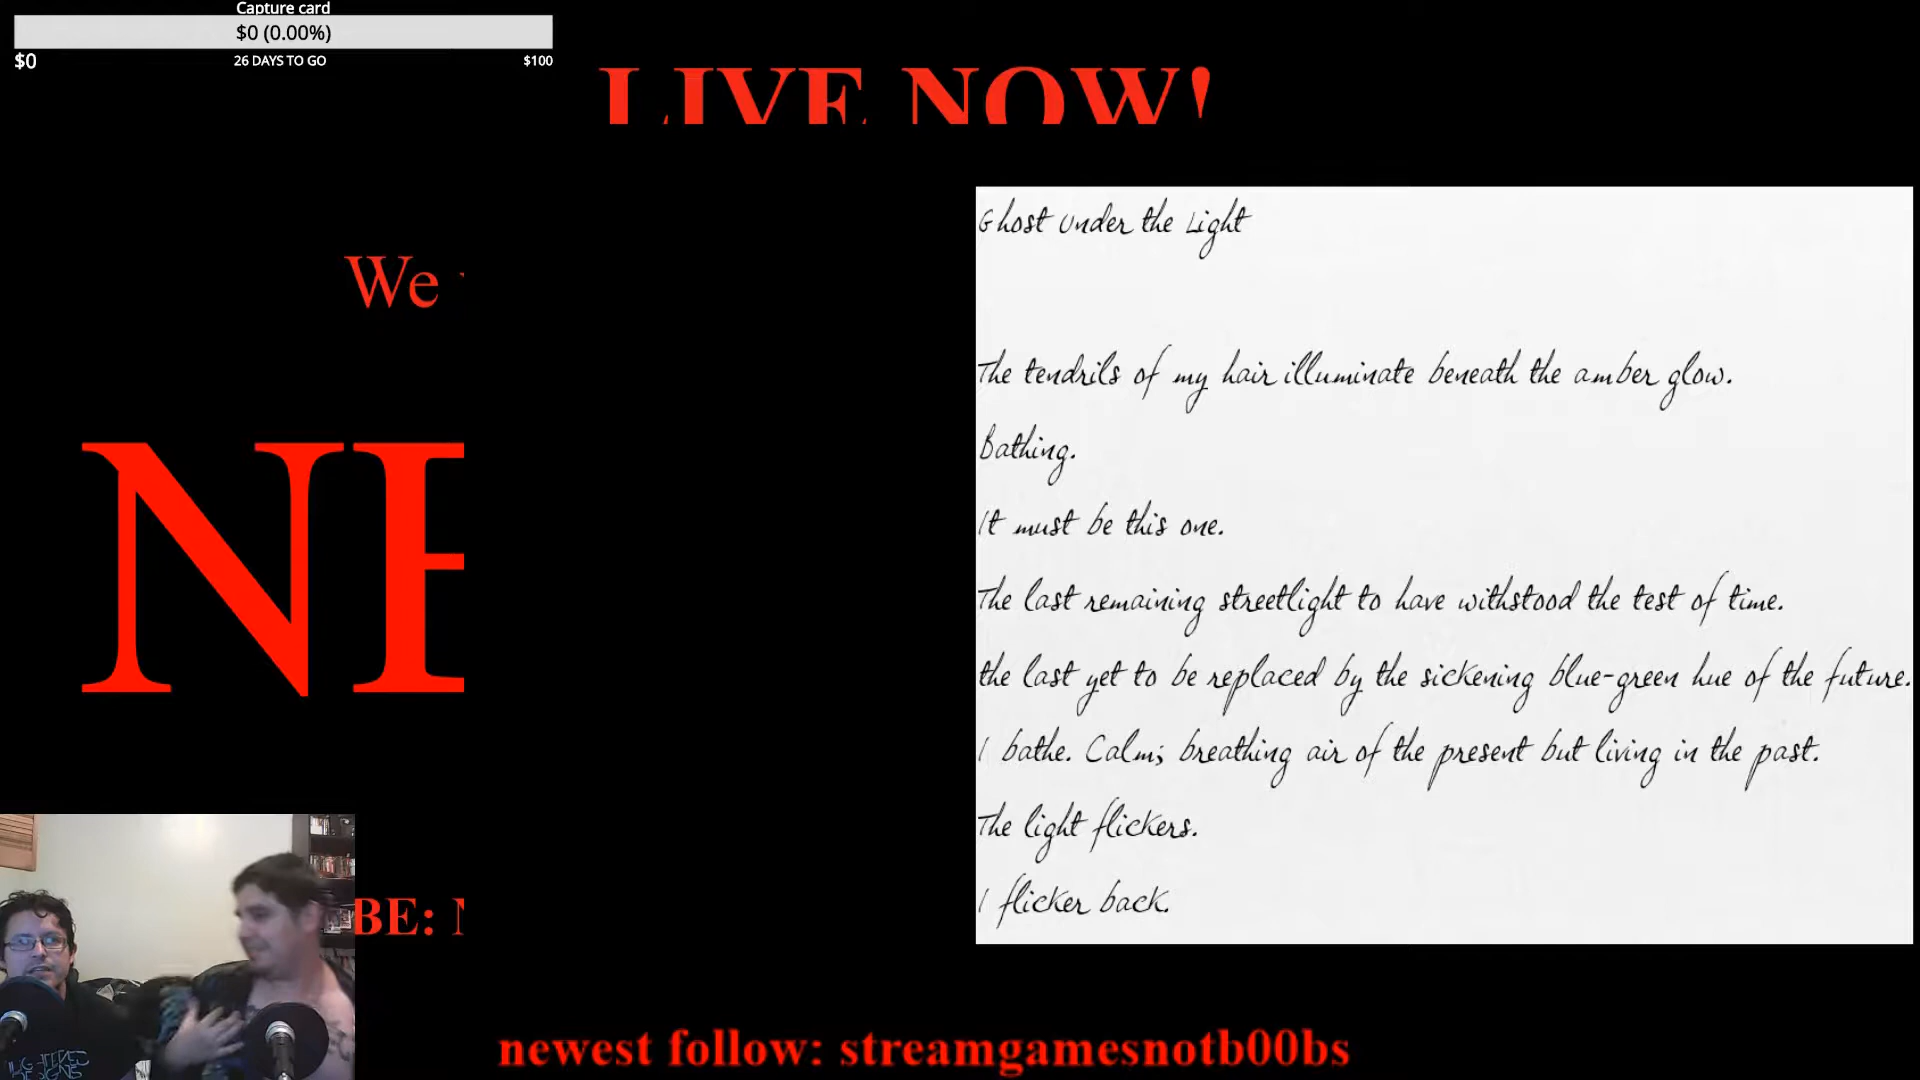 Capture card
$0 (0.00%)
$0 26 DAYS TO GO $100
LIVE NOW!
We
Ghost Under the Light
The tendrils of my hair illuminate beneath the amber glow.
Bathing.
It must be this one.
The last remaining streetlight to have withstood the test of time.
the last yet to be replaced by the sickening blue-green hue of the future.
I bathe. Calm; breathing air of the present but living in the past.
The light flickers.
I flicker back.
BE:
newest follow: streamgamesnotb00bs